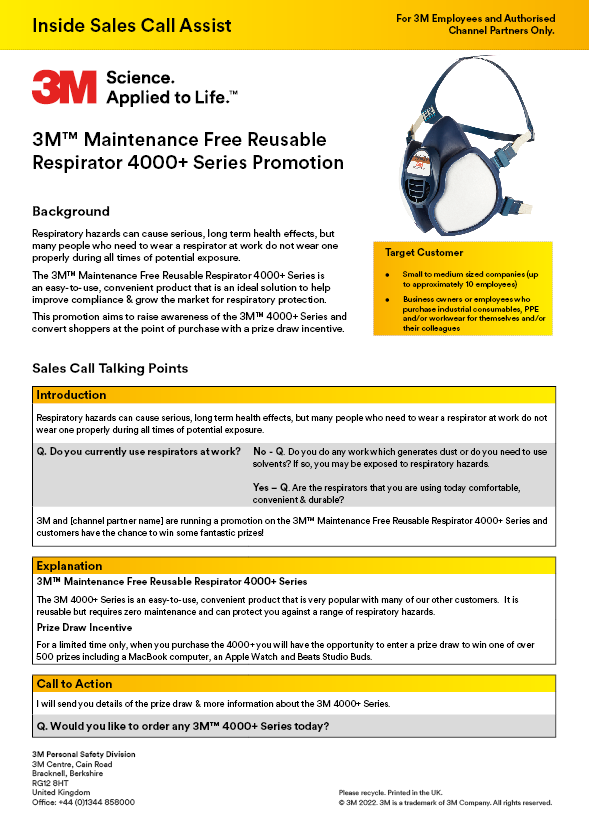 Inside Sales Call Assist
For 3M Employees and Authorised
Channel Partners Only.
3M Science.
Applied to Life.™
3M™ Maintenance Free Reusable
Respirator 4000+ Series Promotion
Background
Respiratory hazards can cause serious, long term health effects, but
many people who need to wear a respirator at work do not wear one
properly during all times of potential exposure.
The 3M™ Maintenance Free Reusable Respirator 4000+ Series is
an easy-to-use, convenient product that is an ideal solution to help
improve compliance & grow the market for respiratory protection.
This promotion aims to raise awareness of the 3M™ 4000+ Series and
convert shoppers at the point of purchase with a prize draw incentive.
Target Customer
• Small to medium sized companies (up
to approximately 10 employees)
• Business owners or employees who
purchase industrial consumables, PPE
and/or workwear for themselves and/or
their colleagues
Sales Call Talking Points
Introduction
Respiratory hazards can cause serious, long term health effects, but many people who need to wear a respirator at work do not
wear one properly during all times of potential exposure.
Q. Do you currently use respirators at work?
No - Q. Do you do any work which generates dust or do you need to use
solvents? If so, you may be exposed to respiratory hazards.
Yes – Q. Are the respirators that you are using today comfortable,
convenient & durable?
3M and [channel partner name] are running a promotion on the 3M™ Maintenance Free Reusable Respirator 4000+ Series and
customers have the chance to win some fantastic prizes!
Explanation
3M™ Maintenance Free Reusable Respirator 4000+ Series
The 3M 4000+ Series is an easy-to-use, convenient product that is very popular with many of our other customers. It is
reusable but requires zero maintenance and can protect you against a range of respiratory hazards.
Prize Draw Incentive
For a limited time only, when you purchase the 4000+ you will have the opportunity to enter a prize draw to win one of over
500 prizes including a MacBook computer, an Apple Watch and Beats Studio Buds.
Call to Action
I will send you details of the prize draw & more information about the 3M 4000+ Series.
Q. Would you like to order any 3M™ 4000+ Series today?
3M Personal Safety Division
3M Centre, Cain Road
Bracknell, Berkshire
RG12 8HT
United Kingdom
Office: +44 (0)1344 858000
Please recycle. Printed in the UK.
© 3M 2022. 3M is a trademark of 3M Company. All rights reserved.